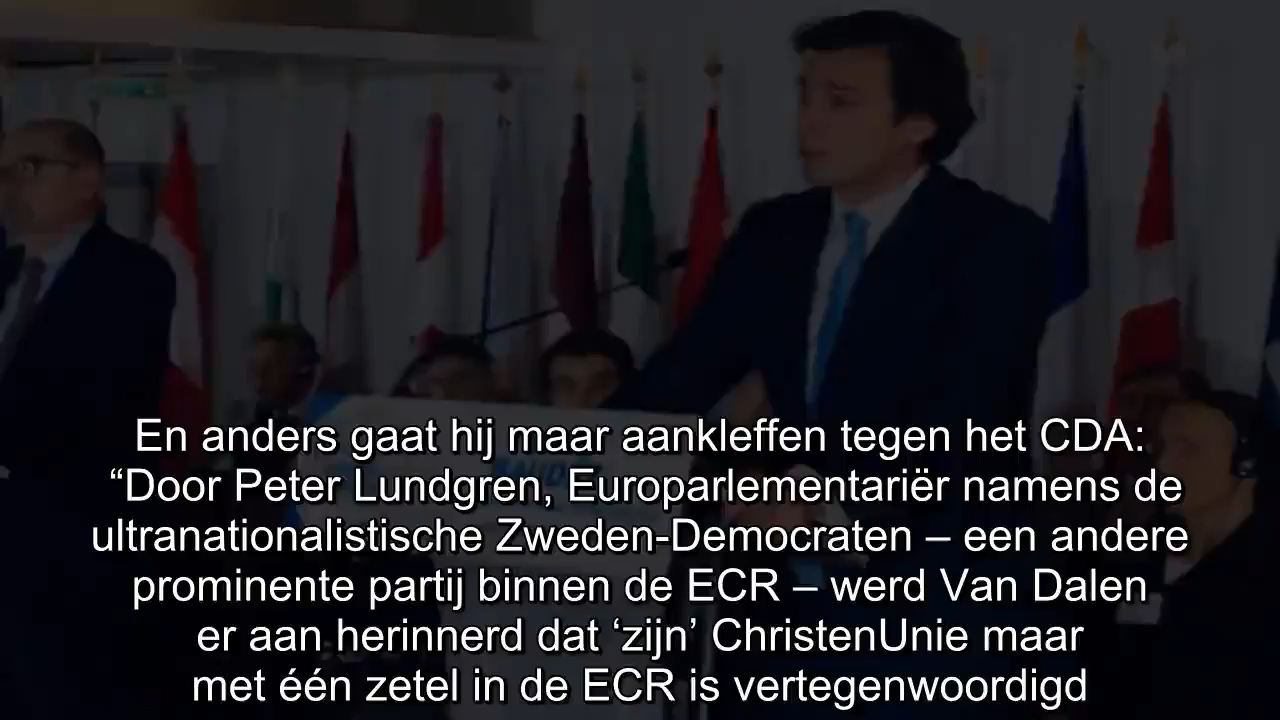 En anders gaat hij maar aankleffen tegen het CDA:
“Door Peter Lundgren, Europarlementariër namens de
ultranationalistische Zweden-Democraten – een andere
prominente partij binnen de ECR – werd Van Dalen
er aan herinnerd dat ‘zijn’ ChristenUnie maar
met één zetel in de ECR is vertegenwoordigd